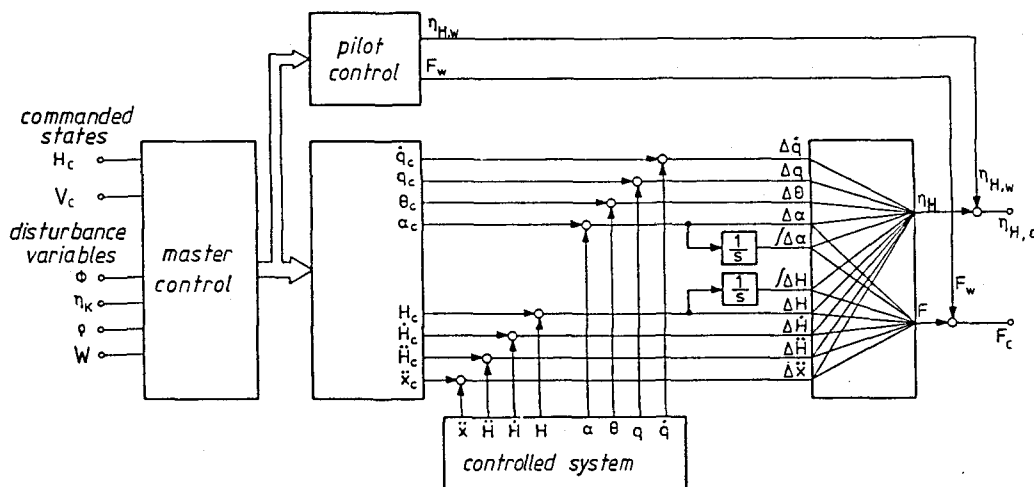 pilot
control
η_H,w
F_w
commanded
states
H_c
V_c
disturbance
variables
Φ
η_K
ρ
W
master
control
q̇_c
q_c
θ_c
α_c
H_c
Ḣ_c
Ḧ_c
ẍ_c
1/s
1/s
Δq̇
Δq
Δθ
Δα
∫Δα
∫ΔH
ΔH
ΔḢ
ΔḦ
Δẍ
η_H
F
η_H,w
η_H,c
F_w
F_c
ẍ Ḧ Ḣ H α θ q q̇
controlled system